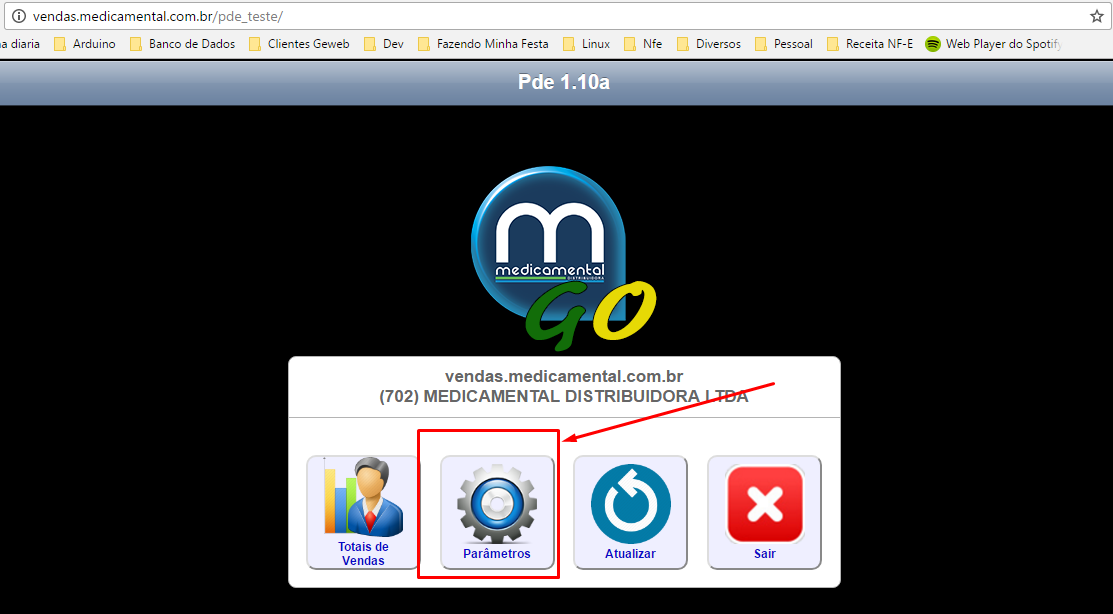 vendas.medicamental.com.br/pde_teste/
a diaria
Arduino
Banco de Dados
Clientes Geweb
Dev
Fazendo Minha Festa
Linux
Nfe
Diversos
Pessoal
Receita NF-E
Web Player do Spotify
Pde 1.10a
m
medicamental
DISTRIBUIDORA
GO
vendas.medicamental.com.br
(702) MEDICAMENTAL DISTRIBUIDORA LTDA
Totais de
Vendas
Parâmetros
Atualizar
Sair